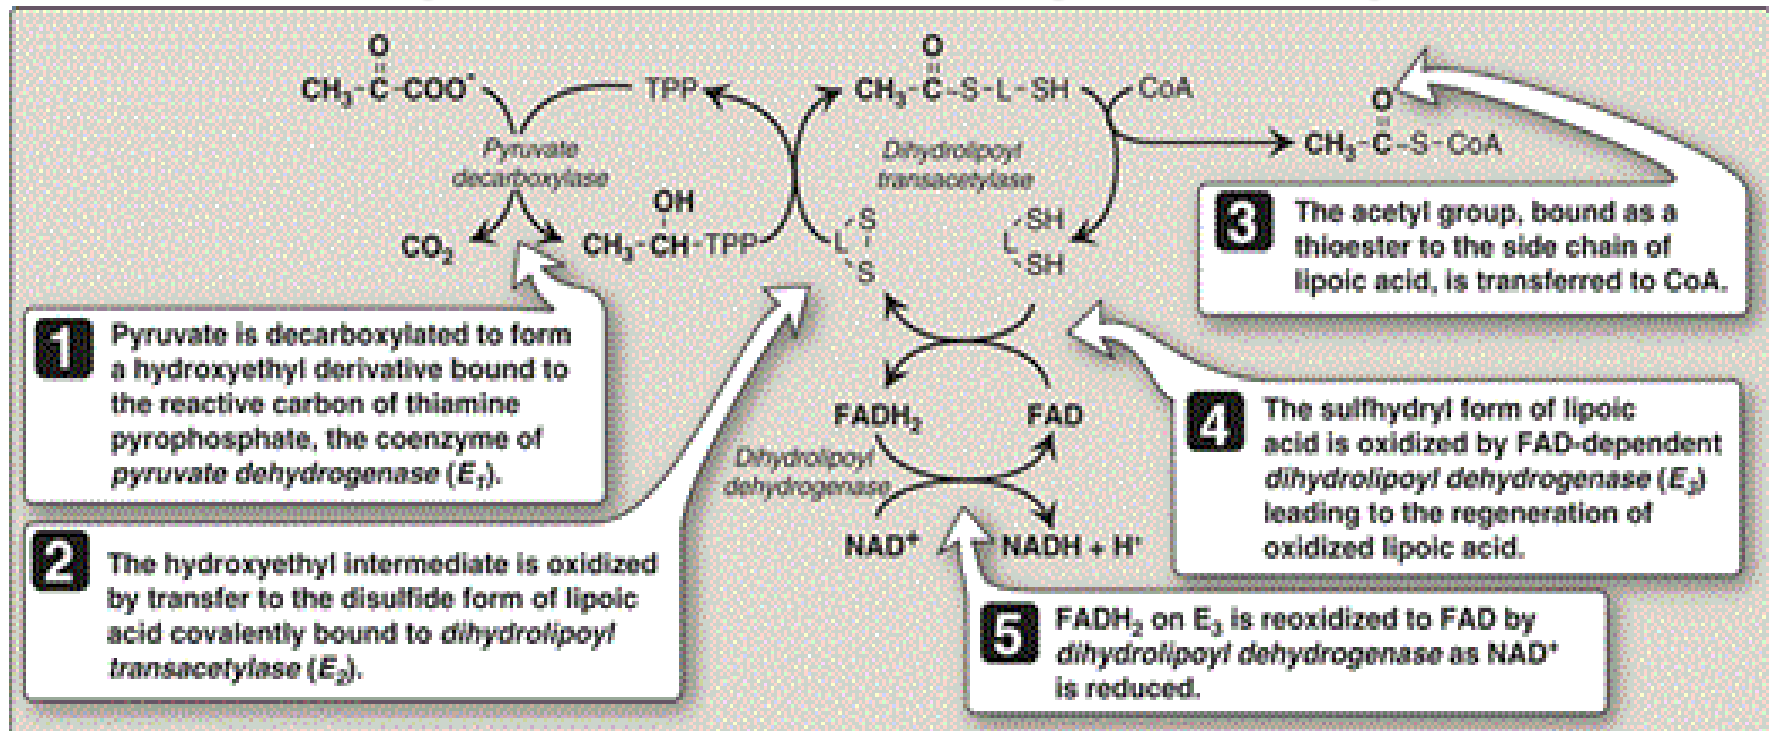 O
CH3-C-COO-
TPP
O
CH3-C-S-L-SH
CoA
O
CH3-C-S-CoA
Pyruvate
decarboxylase
Dihydrolipoyl
transacetylase
CO2
OH
CH3-CH-TPP
S
L
S
SH
L
SH
3
The acetyl group, bound as a
thioester to the side chain of
lipoic acid, is transferred to CoA.
1
Pyruvate is decarboxylated to form
a hydroxyethyl derivative bound to
the reactive carbon of thiamine
pyrophosphate, the coenzyme of
pyruvate dehydrogenase (E1).
FADH2
FAD
Dihydrolipoyl
dehydrogenase
NAD+
NADH + H+
4
The sulfhydryl form of lipoic
acid is oxidized by FAD-dependent
dihydrolipoyl dehydrogenase (E3)
leading to the regeneration of
oxidized lipoic acid.
2
The hydroxyethyl intermediate is oxidized
by transfer to the disulfide form of lipoic
acid covalently bound to dihydrolipoyl
transacetylase (E2).
5
FADH2 on E3 is reoxidized to FAD by
dihydrolipoyl dehydrogenase as NAD+
is reduced.